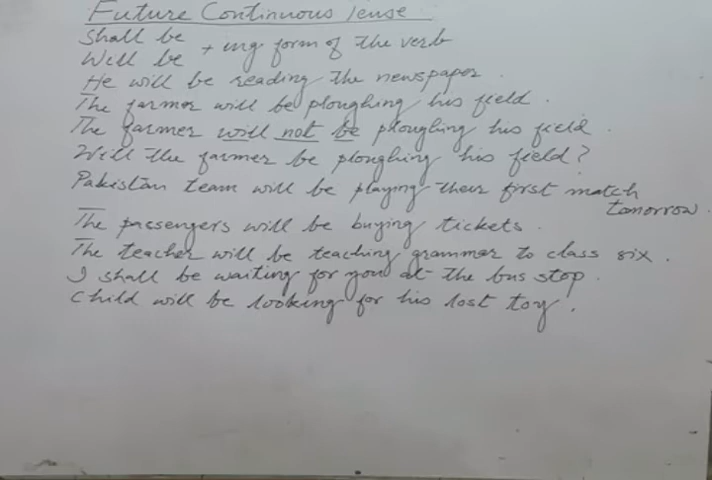 Future Continuous Tense
Shall be
Will be + ing form of the verb
He will be reading the newspaper.
The farmer will be ploughing his field.
The farmer will not be ploughing his field.
Will the farmer be ploughing his field?
Pakistan team will be playing their first match
tomorrow.
The passengers will be buying tickets.
The teacher will be teaching grammar to class six.
I shall be waiting for you at the bus stop.
Child will be looking for his lost toy.